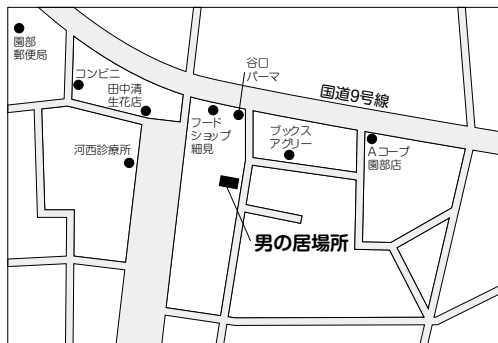 園部
郵便局
コンビニ
田中清
生花店
谷口
パーマ
国道9号線
フード
ショップ
細見
ブックス
アグリー
Aコープ
園部店
河西診療所
男の居場所